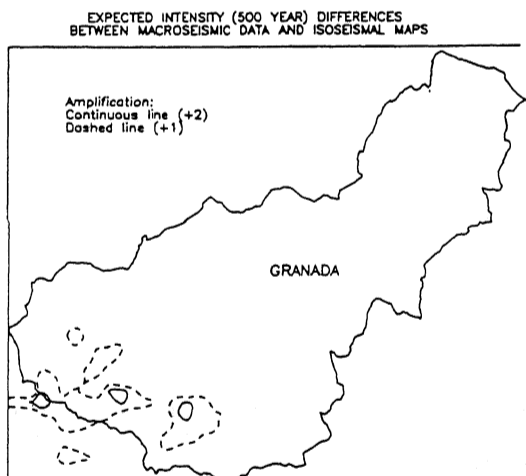 EXPECTED INTENSITY (500 YEAR) DIFFERENCES
BETWEEN MACROSEISMIC DATA AND ISOSEISMAL MAPS
Amplification:
Continuous line (+2)
Dashed line (+1)
GRANADA